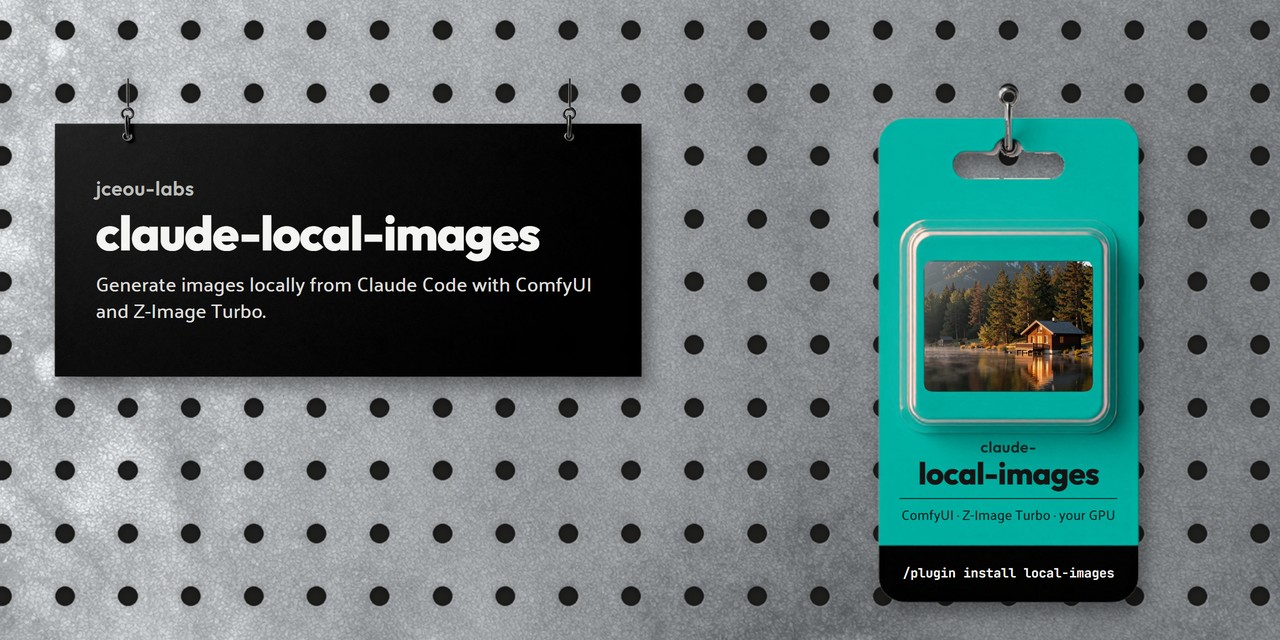 jceou-labs
claude-local-images
Generate images locally from Claude Code with ComfyUI
and Z-Image Turbo.
claude-
local-images
ComfyUI · Z-Image Turbo · your GPU
/plugin install local-images